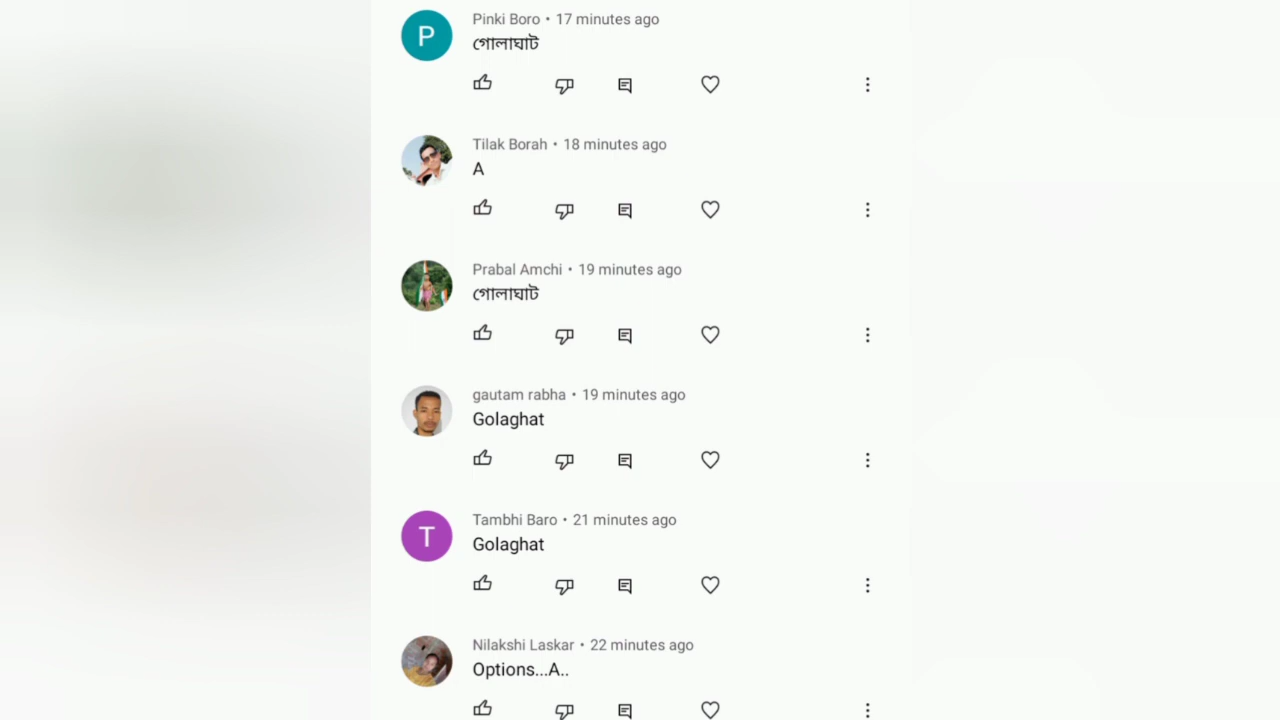 P
Pinki Boro • 17 minutes ago
গোলাঘাট
Tilak Borah • 18 minutes ago
A
Prabal Amchi • 19 minutes ago
গোলাঘাট
gautam rabha • 19 minutes ago
Golaghat
T
Tambhi Baro • 21 minutes ago
Golaghat
Nilakshi Laskar • 22 minutes ago
Options...A..